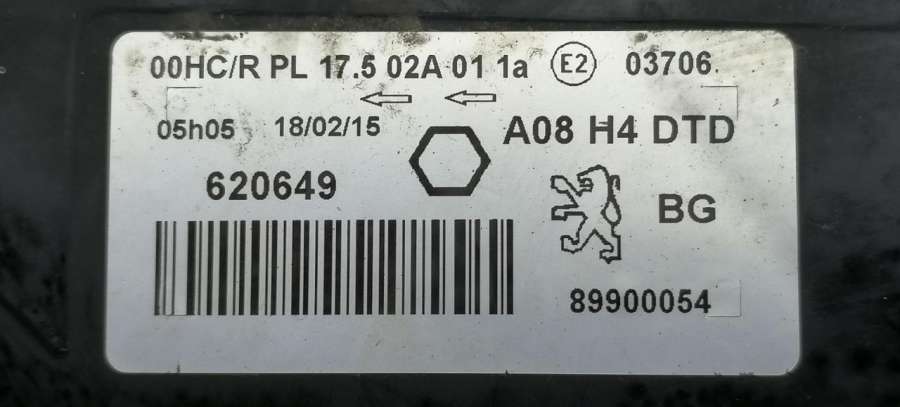 00HC/R PL 17.5 02A 01 1a E2 03706
05h05 18/02/15 A08 H4 DTD
620649 BG
89900054